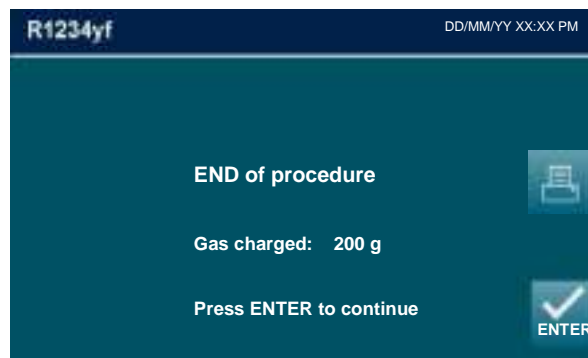 R1234yf DD/MM/YY XX:XX PM
END of procedure
Gas charged: 200 g
Press ENTER to continue
ENTER